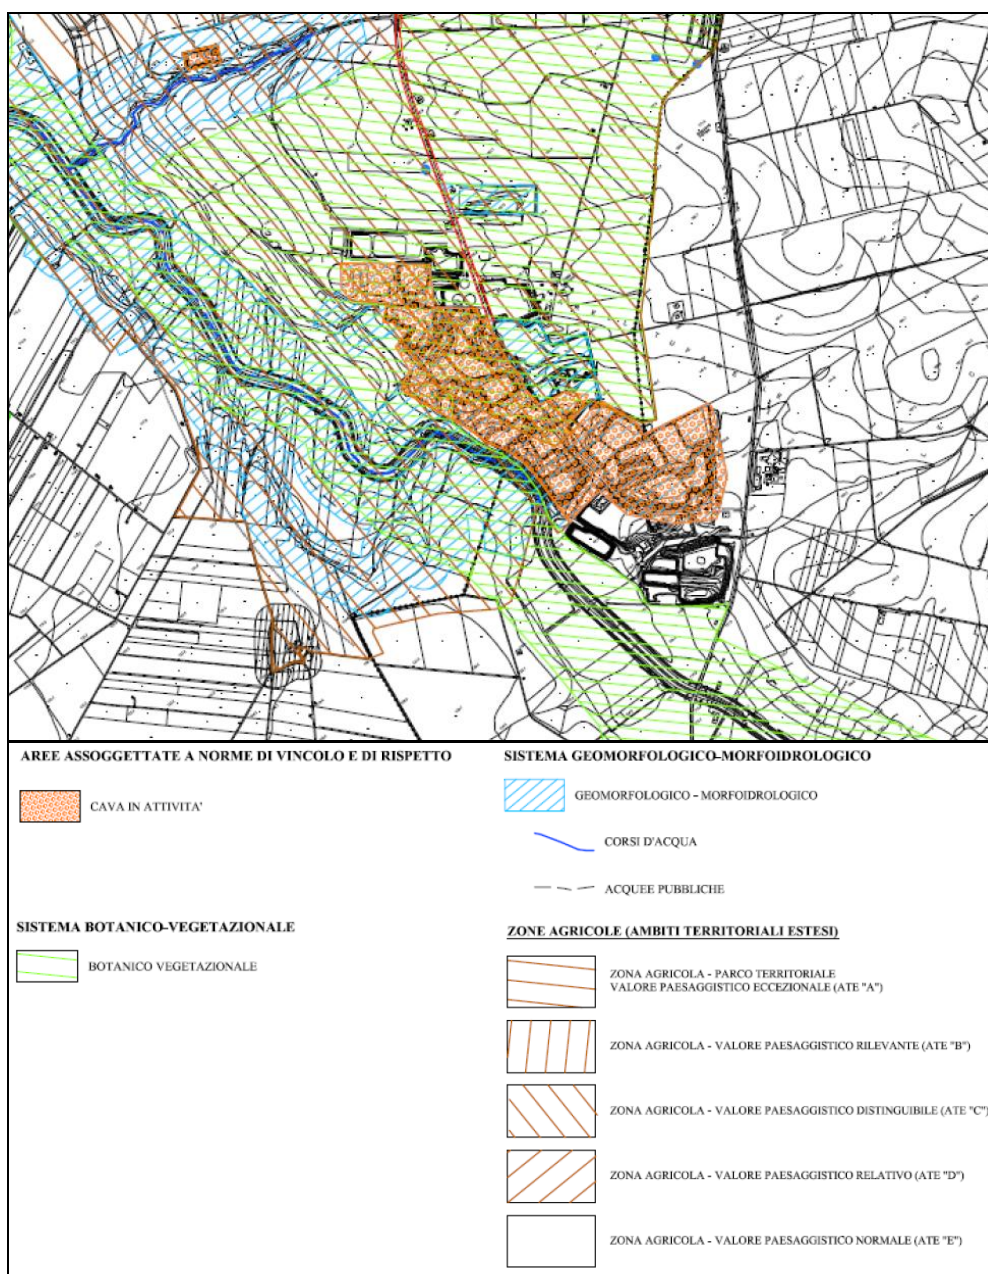 AREE ASSOGGETTATE A NORME DI VINCOLO E DI RISPETTO
CAVA IN ATTIVITA'
SISTEMA GEOMORFOLOGICO-MORFOIDROLOGICO
GEOMORFOLOGICO - MORFOIDROLOGICO
CORSI D'ACQUA
ACQUEE PUBBLICHE
SISTEMA BOTANICO-VEGETAZIONALE
BOTANICO VEGETAZIONALE
ZONE AGRICOLE (AMBITI TERRITORIALI ESTESI)
ZONA AGRICOLA - PARCO TERRITORIALE
VALORE PAESAGGISTICO ECCEZIONALE (ATE "A")
ZONA AGRICOLA - VALORE PAESAGGISTICO RILEVANTE (ATE "B")
ZONA AGRICOLA - VALORE PAESAGGISTICO DISTINGUIBILE (ATE "C")
ZONA AGRICOLA - VALORE PAESAGGISTICO RELATIVO (ATE "D")
ZONA AGRICOLA - VALORE PAESAGGISTICO NORMALE (ATE "E")